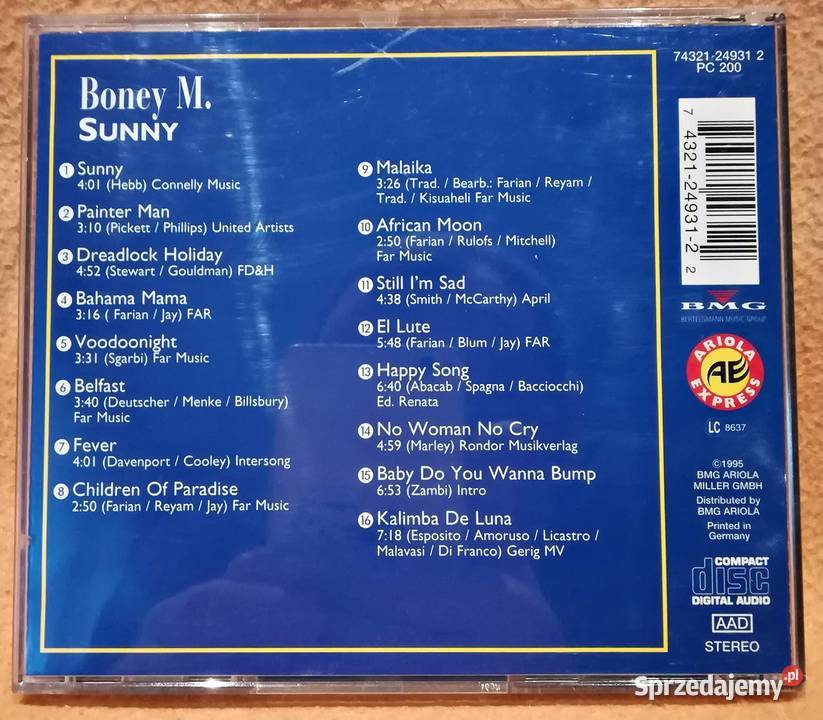 Boney M.
SUNNY
1 Sunny
4:01 (Hebb) Connelly Music
2 Painter Man
3:10 (Pickett / Phillips) United Artists
3 Dreadlock Holiday
4:52 (Stewart / Gouldman) FD&H
4 Bahama Mama
3:16 ( Farian / Jay) FAR
5 Voodoonight
3:31 (Sgarbi) Far Music
6 Belfast
3:40 (Deutscher / Menke / Billsbury)
Far Music
7 Fever
4:01 (Davenport / Cooley) Intersong
8 Children Of Paradise
2:50 (Farian / Reyam / Jay) Far Music
9 Malaika
3:26 (Trad. / Bearb.: Farian / Reyam /
Trad. / Kisuaheli Far Music
10 African Moon
2:50 (Farian / Rulofs / Mitchell)
Far Music
11 Still I'm Sad
4:38 (Smith / McCarthy) April
12 El Lute
5:48 (Farian / Blum / Jay) FAR
13 Happy Song
6:40 (Abacab / Spagna / Bacciocchi)
Ed. Renata
14 No Woman No Cry
4:59 (Marley) Rondor Musikverlag
15 Baby Do You Wanna Bump
6:53 (Zambi) Intro
16 Kalimba De Luna
7:18 (Esposito / Amoruso / Licastro /
Malavasi / Di Franco) Gerig MV
74321 24931 2
PC 200
7 4321-24931-2 2
BMG
BERTELSMANN MUSIC GROUP
ARIOLA
AE
EXPRESS
LC 8637
©1995
BMG ARIOLA
MILLER GMBH
Distributed by
BMG ARIOLA
Printed in
Germany
COMPACT
disc
DIGITAL AUDIO
AAD
STEREO
Sprzedajemy.pl